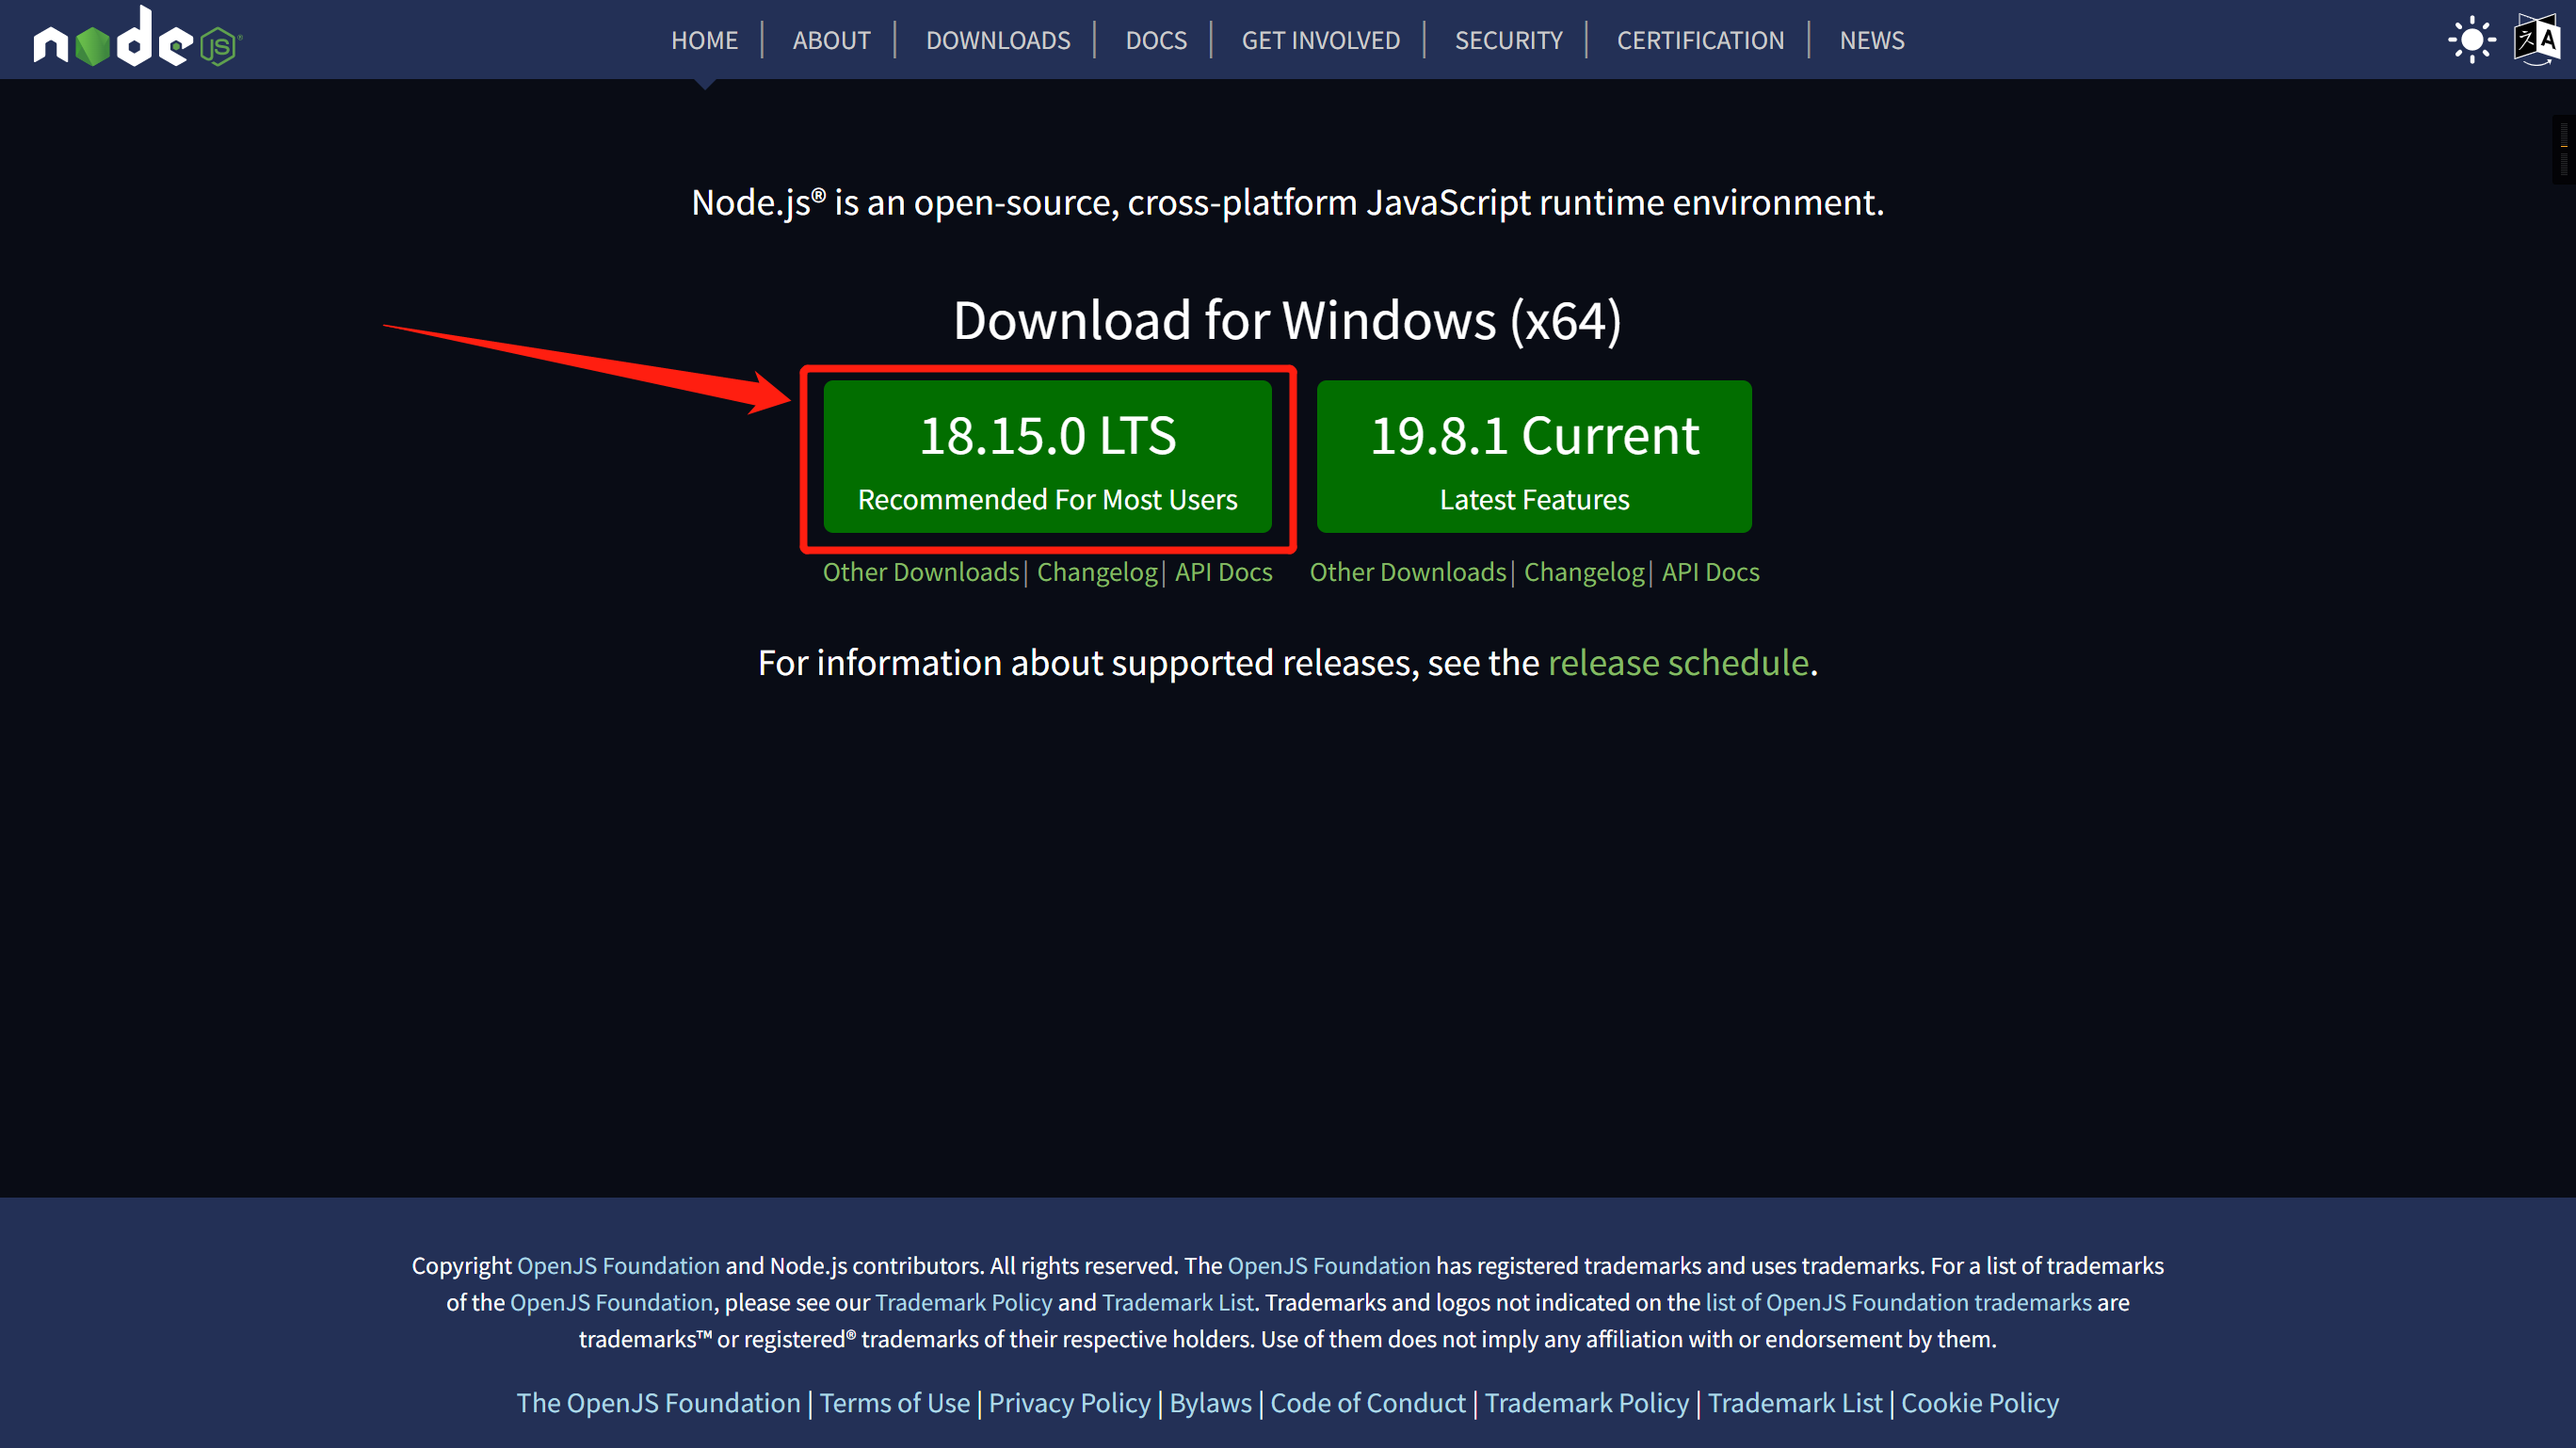 node JS®
HOME | ABOUT | DOWNLOADS | DOCS | GET INVOLVED | SECURITY | CERTIFICATION | NEWS
Node.js® is an open-source, cross-platform JavaScript runtime environment.
Download for Windows (x64)
18.15.0 LTS
Recommended For Most Users
19.8.1 Current
Latest Features
Other Downloads | Changelog | API Docs
Other Downloads | Changelog | API Docs
For information about supported releases, see the release schedule.
Copyright OpenJS Foundation and Node.js contributors. All rights reserved. The OpenJS Foundation has registered trademarks and uses trademarks. For a list of trademarks
of the OpenJS Foundation, please see our Trademark Policy and Trademark List. Trademarks and logos not indicated on the list of OpenJS Foundation trademarks are
trademarks™ or registered® trademarks of their respective holders. Use of them does not imply any affiliation with or endorsement by them.
The OpenJS Foundation | Terms of Use | Privacy Policy | Bylaws | Code of Conduct | Trademark Policy | Trademark List | Cookie Policy